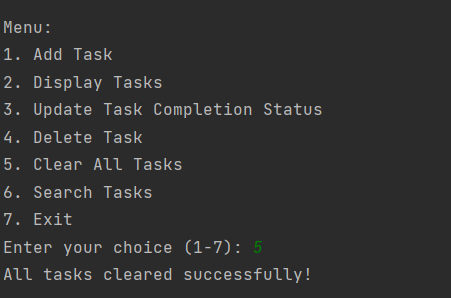 Menu:
1. Add Task
2. Display Tasks
3. Update Task Completion Status
4. Delete Task
5. Clear All Tasks
6. Search Tasks
7. Exit
Enter your choice (1-7): 5
All tasks cleared successfully!